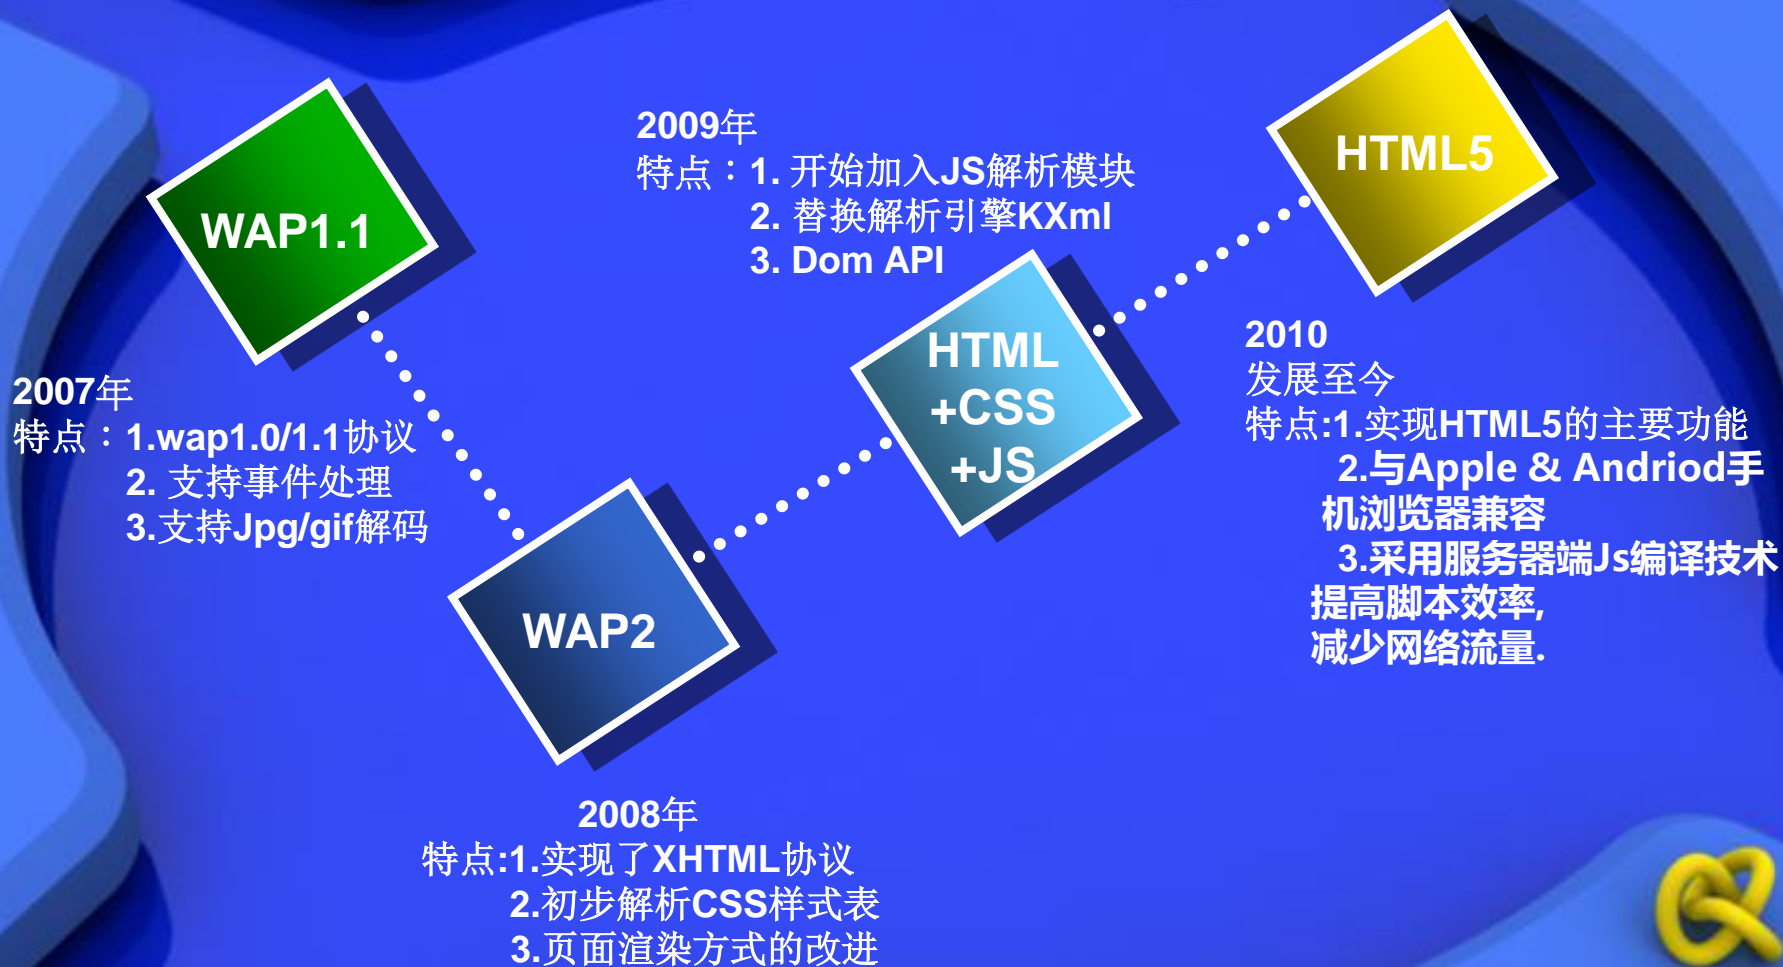 WAP1.1
2007年
特点：1.wap1.0/1.1协议
2. 支持事件处理
3.支持Jpg/gif解码
WAP2
2008年
特点:1.实现了XHTML协议
2.初步解析CSS样式表
3.页面渲染方式的改进
2009年
特点：1. 开始加入JS解析模块
2. 替换解析引擎KXml
3. Dom API
HTML
+CSS
+JS
HTML5
2010
发展至今
特点:1.实现HTML5的主要功能
2.与Apple & Andriod手
机浏览器兼容
3.采用服务器端Js编译技术
提高脚本效率,
减少网络流量.